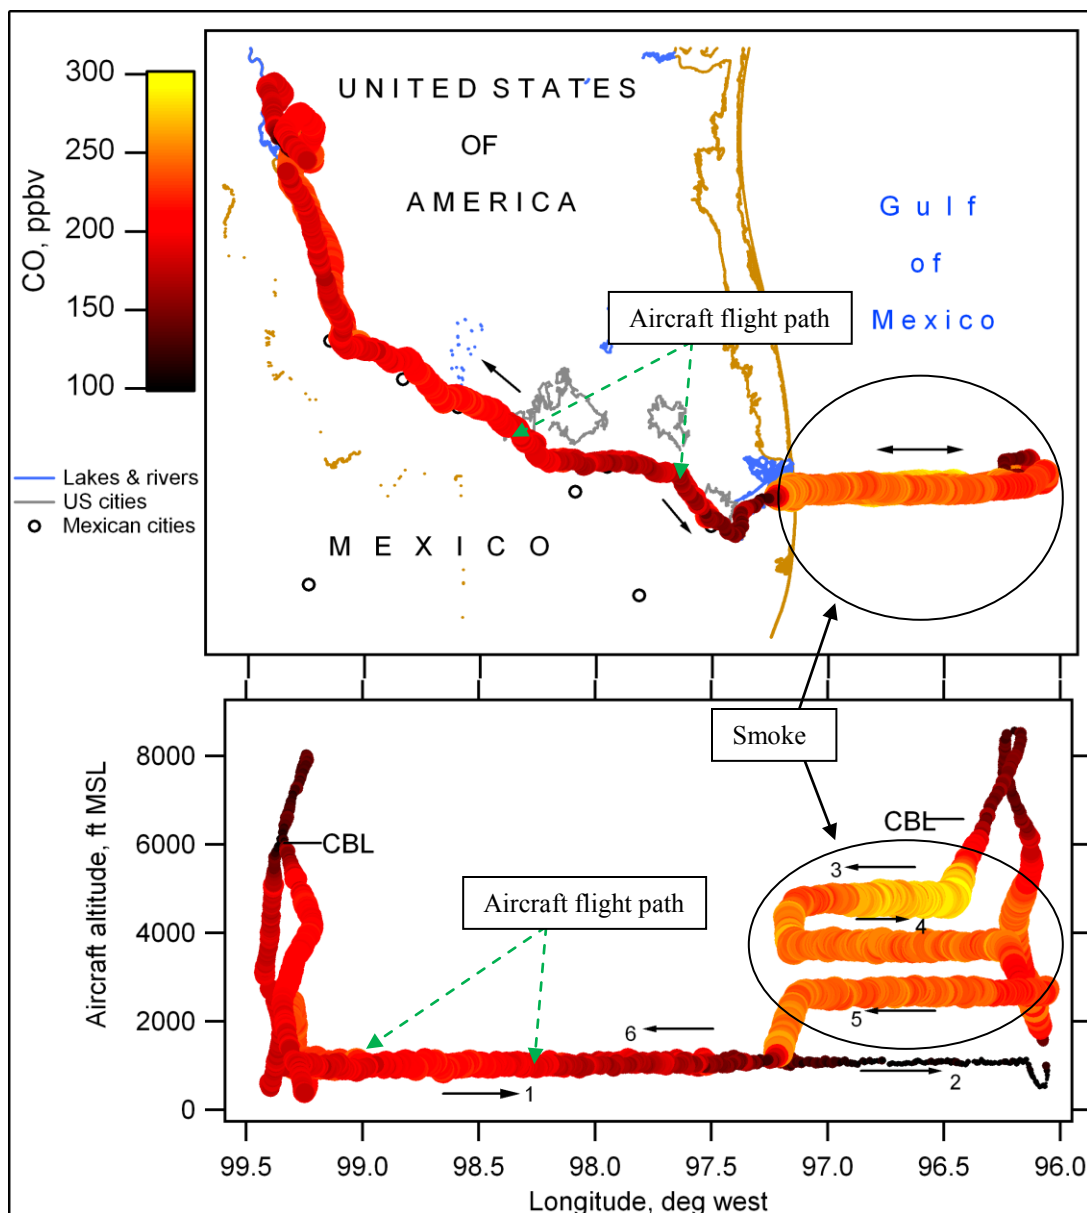 300
250
200
150
100
CO, ppbv
UNITED STATES
OF
AMERICA
Gulf
of
Mexico
Aircraft flight path
Lakes & rivers
US cities
Mexican cities
MEXICO
Smoke
8000
6000
4000
2000
0
Aircraft altitude, ft MSL
CBL
CBL
Aircraft flight path
3
4
5
6
1
2
99.5
99.0
98.5
98.0
97.5
97.0
96.5
96.0
Longitude, deg west